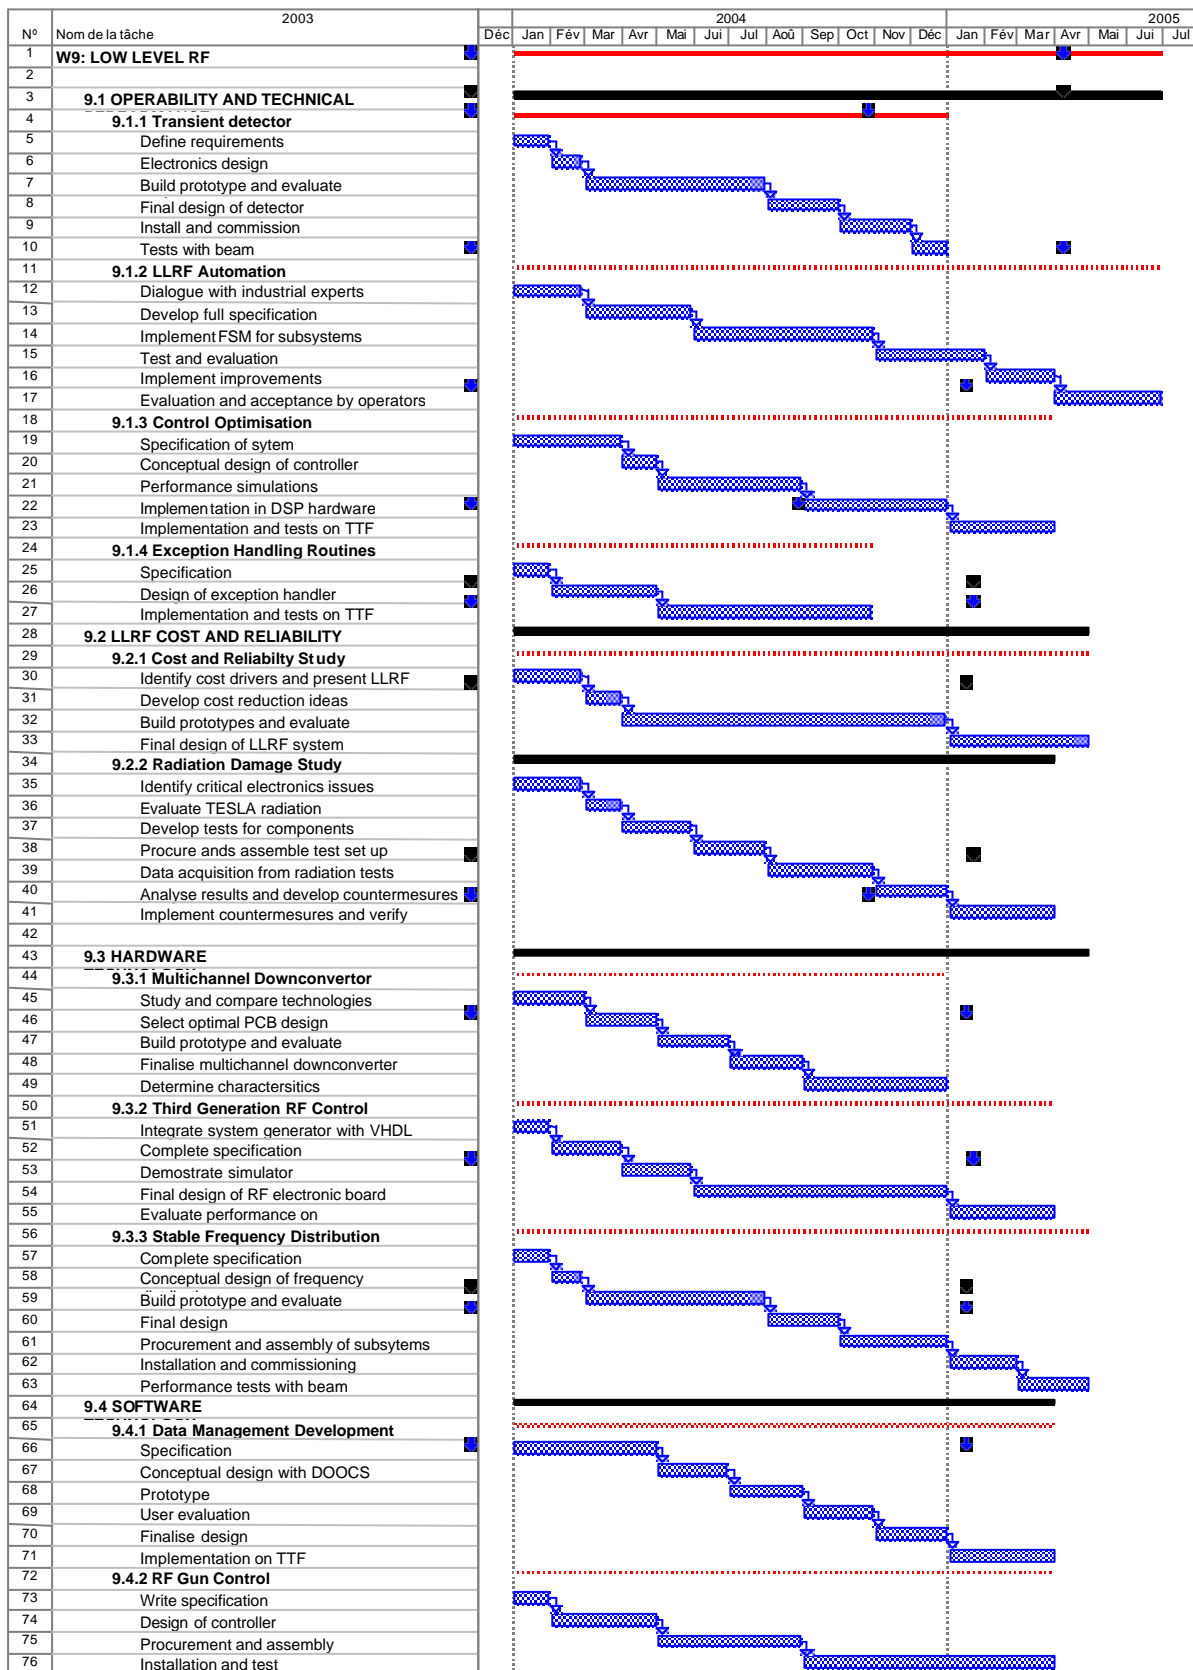 2003 2004 2005
Nº Nom de la tâche Déc Jan Fév Mar Avr Mai Jui Jul Aoû Sep Oct Nov Déc Jan Fév Mar Avr Mai Jui Jul
1 W9: LOW LEVEL RF
2
3 9.1 OPERABILITY AND TECHNICAL
4 9.1.1 Transient detector
5 Define requirements
6 Electronics design
7 Build prototype and evaluate
8 Final design of detector
9 Install and commission
10 Tests with beam
11 9.1.2 LLRF Automation
12 Dialogue with industrial experts
13 Develop full specification
14 Implement FSM for subsystems
15 Test and evaluation
16 Implement improvements
17 Evaluation and acceptance by operators
18 9.1.3 Control Optimisation
19 Specification of sytem
20 Conceptual design of controller
21 Performance simulations
22 Implementation in DSP hardware
23 Implementation and tests on TTF
24 9.1.4 Exception Handling Routines
25 Specification
26 Design of exception handler
27 Implementation and tests on TTF
28 9.2 LLRF COST AND RELIABILITY
29 9.2.1 Cost and Reliabilty Study
30 Identify cost drivers and present LLRF
31 Develop cost reduction ideas
32 Build prototypes and evaluate
33 Final design of LLRF system
34 9.2.2 Radiation Damage Study
35 Identify critical electronics issues
36 Evaluate TESLA radiation
37 Develop tests for components
38 Procure ands assemble test set up
39 Data acquisition from radiation tests
40 Analyse results and develop countermesures
41 Implement countermesures and verify
42
43 9.3 HARDWARE
44 9.3.1 Multichannel Downconvertor
45 Study and compare technologies
46 Select optimal PCB design
47 Build prototype and evaluate
48 Finalise multichannel downconverter
49 Determine charactersitics
50 9.3.2 Third Generation RF Control
51 Integrate system generator with VHDL
52 Complete specification
53 Demostrate simulator
54 Final design of RF electronic board
55 Evaluate performance on
56 9.3.3 Stable Frequency Distribution
57 Complete specification
58 Conceptual design of frequency
59 Build prototype and evaluate
60 Final design
61 Procurement and assembly of subsytems
62 Installation and commissioning
63 Performance tests with beam
64 9.4 SOFTWARE
65 9.4.1 Data Management Development
66 Specification
67 Conceptual design with DOOCS
68 Prototype
69 User evaluation
70 Finalise design
71 Implementation on TTF
72 9.4.2 RF Gun Control
73 Write specification
74 Design of controller
75 Procurement and assembly
76 Installation and test